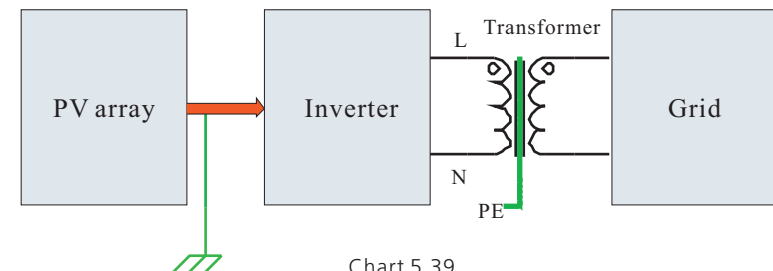 Transformer
L
PV array
Inverter
Grid
N
PE
Chart 5.39